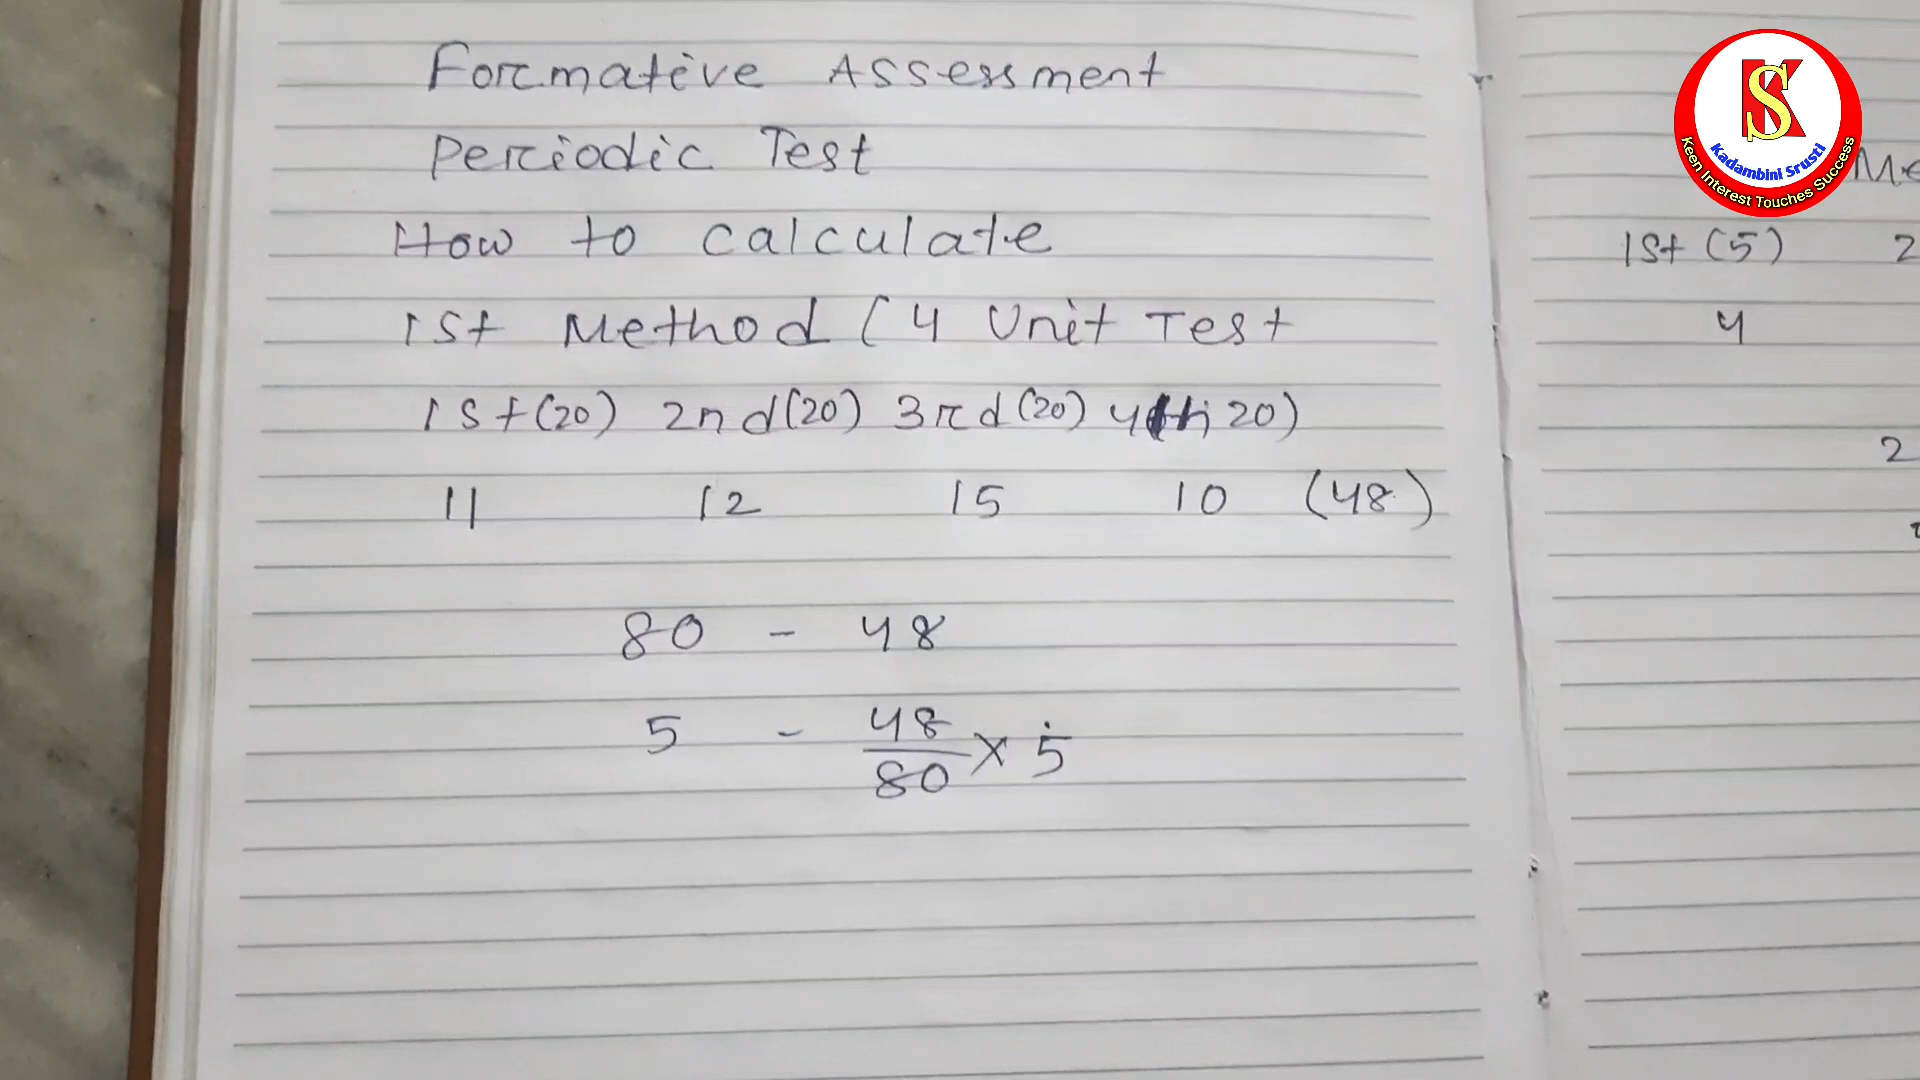 Formative Assessment
Periodic Test
How to calculate
1st Method (4 Unit Test
1st(20) 2nd(20) 3rd(20) 4th 20)
11 12 15 10 (48)
80 - 48
5 - 48/80 × 5
KS
Kadambini Srusti
Keen Interest Touches Success
1st (5) 2
4
2